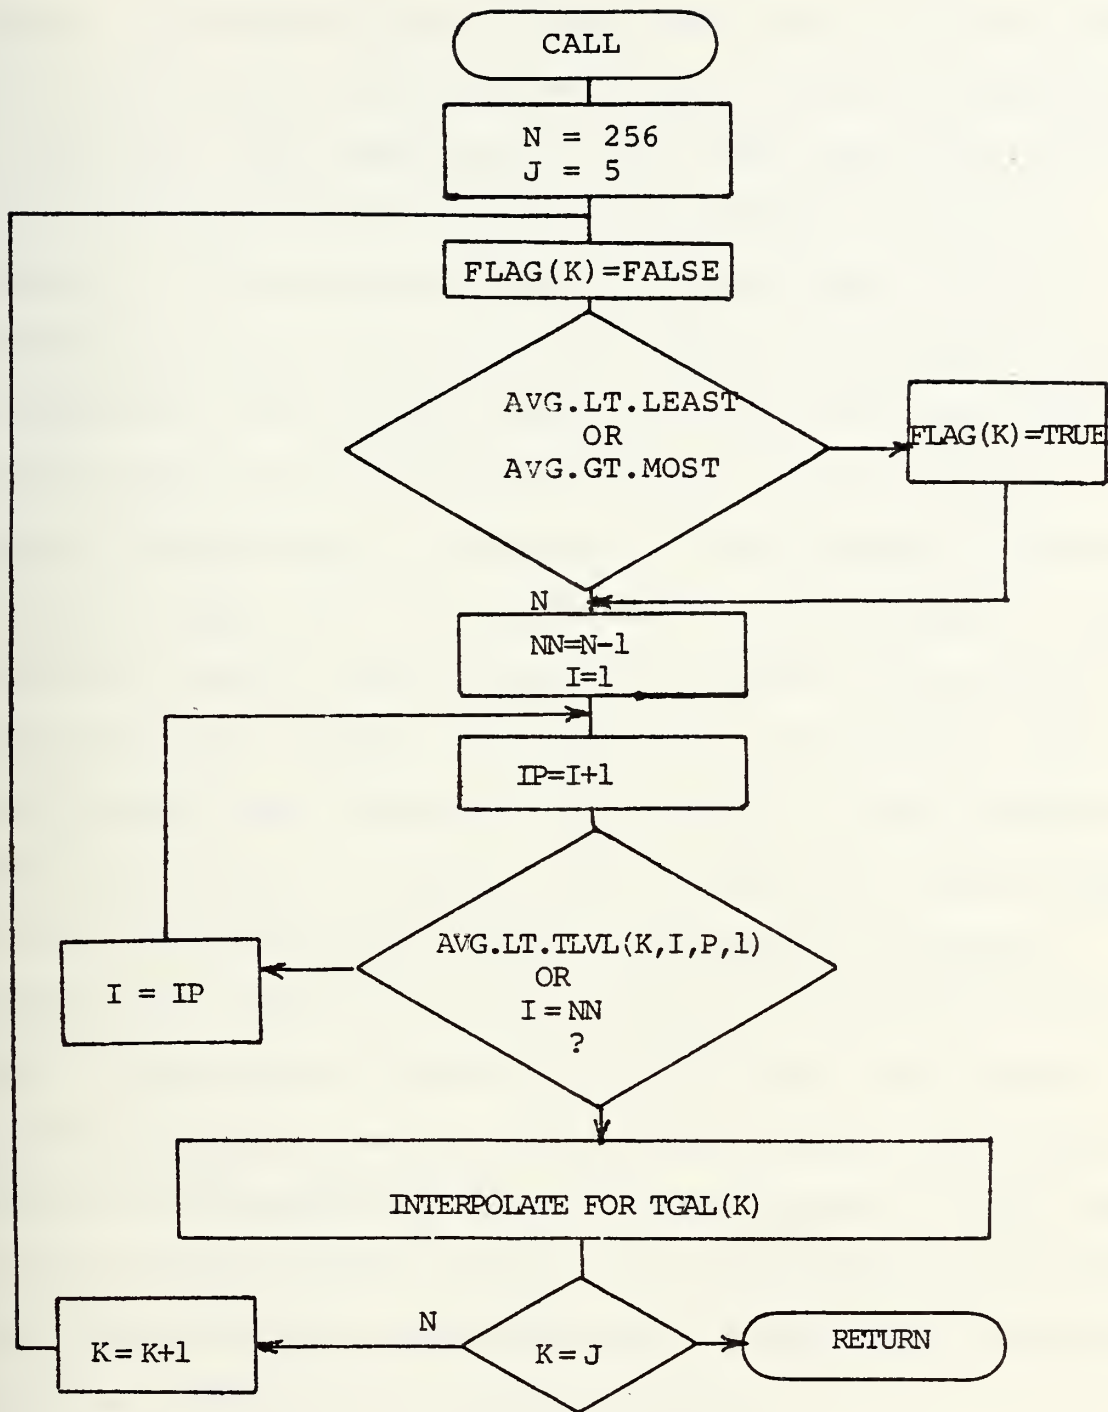 CALL
N = 256
J = 5
FLAG(K)=FALSE
AVG.LT.LEAST
OR
AVG.GT.MOST
FLAG(K)=TRUE
N
NN=N-1
I=1
IP=I+1
AVG.LT.TLVL(K,I,P,1)
OR
I=NN
?
I = IP
INTERPOLATE FOR TGAL(K)
N
K=K+1
K=J
RETURN